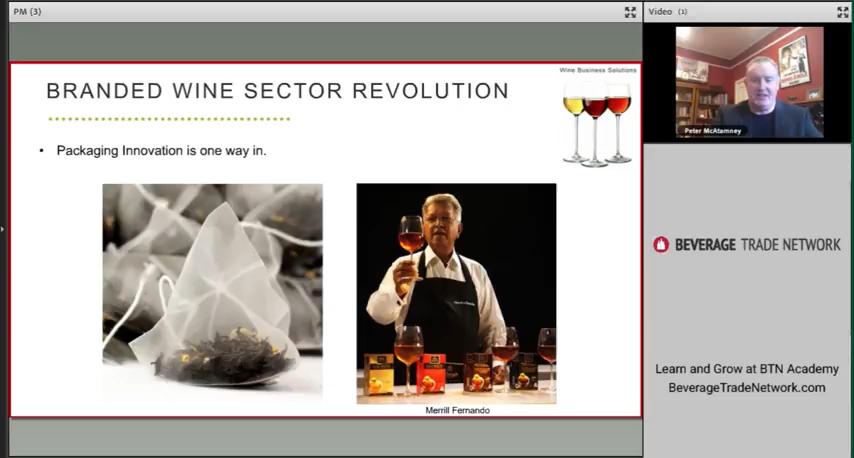 PM (3)
Video (1)
Wine Business Solutions
BRANDED WINE SECTOR REVOLUTION
• Packaging Innovation is one way in.
Merrill Fernando
Peter McAtamney
BEVERAGE TRADE NETWORK
Learn and Grow at BTN Academy
BeverageTradeNetwork.com